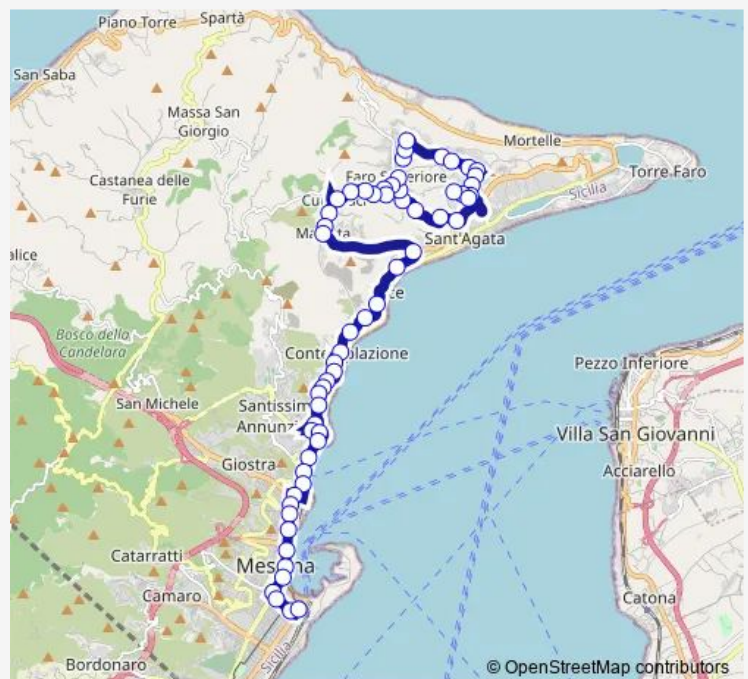 Piano Torre
Spartà
San Saba
Massa San
Giorgio
Mortelle
Castanea delle
Furie
Torre Faro
Sicilia
Sant'Agata
Bosco della
Candelara
Pezzo Inferiore
San Michele
Villa San Giovanni
Giostra
Acciarello
Catarratti
Camaro
Catona
Sicilia
Bordonaro
© OpenStreetMap contributors